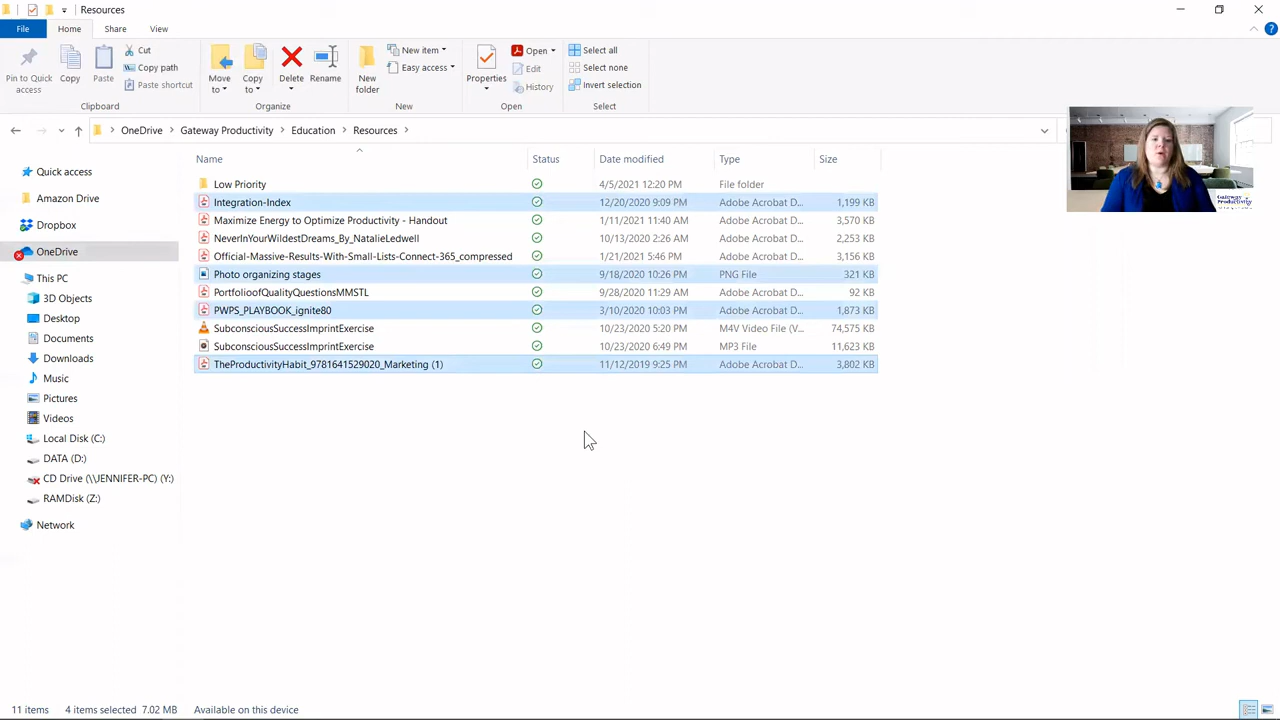 Resources
File Home Share View
Pin to Quick access
Copy
Paste
Cut
Copy path
Paste shortcut
Clipboard
Move to
Copy to
Delete
Rename
Organize
New folder
New item
Easy access
New
Properties
Open
Edit
History
Open
Select all
Select none
Invert selection
Select
OneDrive Gateway Productivity Education Resources
Name Status Date modified Type Size
Low Priority 4/5/2021 12:20 PM File folder
Integration-Index 12/20/2020 9:09 PM Adobe Acrobat D... 1,199 KB
Maximize Energy to Optimize Productivity - Handout 1/11/2021 11:40 AM Adobe Acrobat D... 3,570 KB
NeverInYourWildestDreams_By_NatalieLedwell 10/13/2020 2:26 AM Adobe Acrobat D... 2,253 KB
Official-Massive-Results-With-Small-Lists-Connect-365_compressed 1/21/2021 5:46 PM Adobe Acrobat D... 3,156 KB
Photo organizing stages 9/18/2020 10:26 PM PNG File 321 KB
PortfolioofQualityQuestionsMMSTL 9/28/2020 11:29 AM Adobe Acrobat D... 92 KB
PWPS_PLAYBOOK_ignite80 3/10/2020 10:03 PM Adobe Acrobat D... 1,873 KB
SubconsciousSuccessImprintExercise 10/23/2020 5:20 PM M4V Video File (V... 74,575 KB
SubconsciousSuccessImprintExercise 10/23/2020 6:49 PM MP3 File 11,623 KB
TheProductivityHabit_9781641529020_Marketing (1) 11/12/2019 9:25 PM Adobe Acrobat D... 3,802 KB
Quick access
Amazon Drive
Dropbox
OneDrive
This PC
3D Objects
Desktop
Documents
Downloads
Music
Pictures
Videos
Local Disk (C:)
DATA (D:)
CD Drive (\\JENNIFER-PC) (Y:)
RAMDisk (Z:)
Network
Gateway
Productivity
11 items 4 items selected 7.02 MB Available on this device